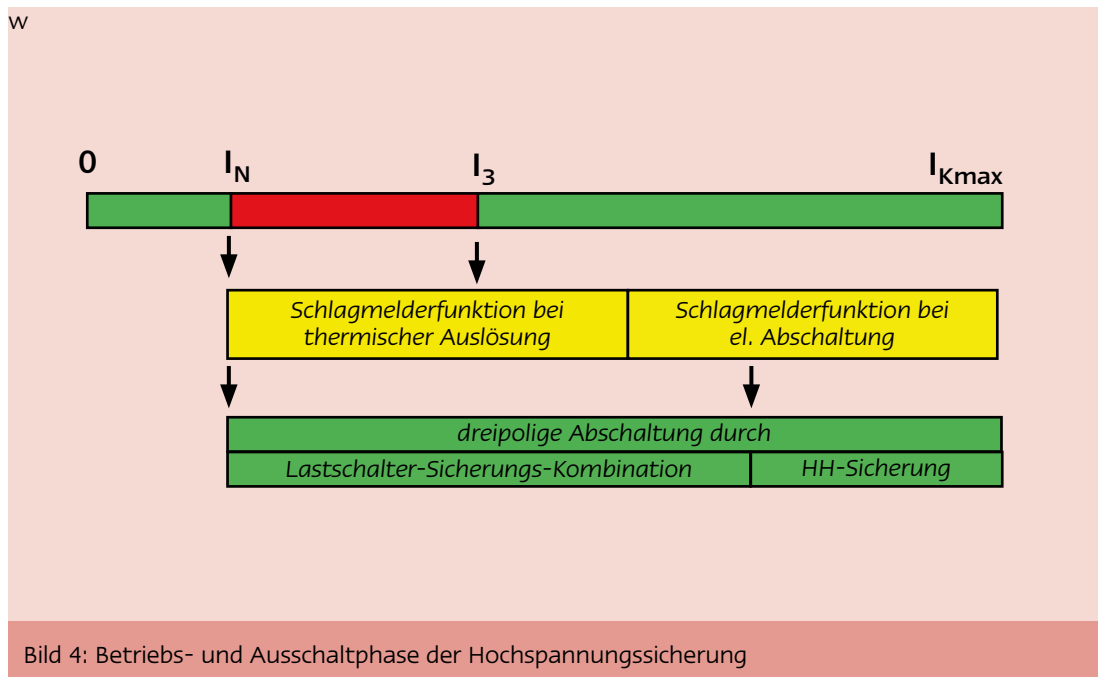 w
0 I_N I_3 I_Kmax
Schlagmelderfunktion bei
thermischer Auslösung
Schlagmelderfunktion bei
el. Abschaltung
dreipolige Abschaltung durch
Lastschalter-Sicherungs-Kombination HH-Sicherung
Bild 4: Betriebs- und Ausschaltphase der Hochspannungssicherung